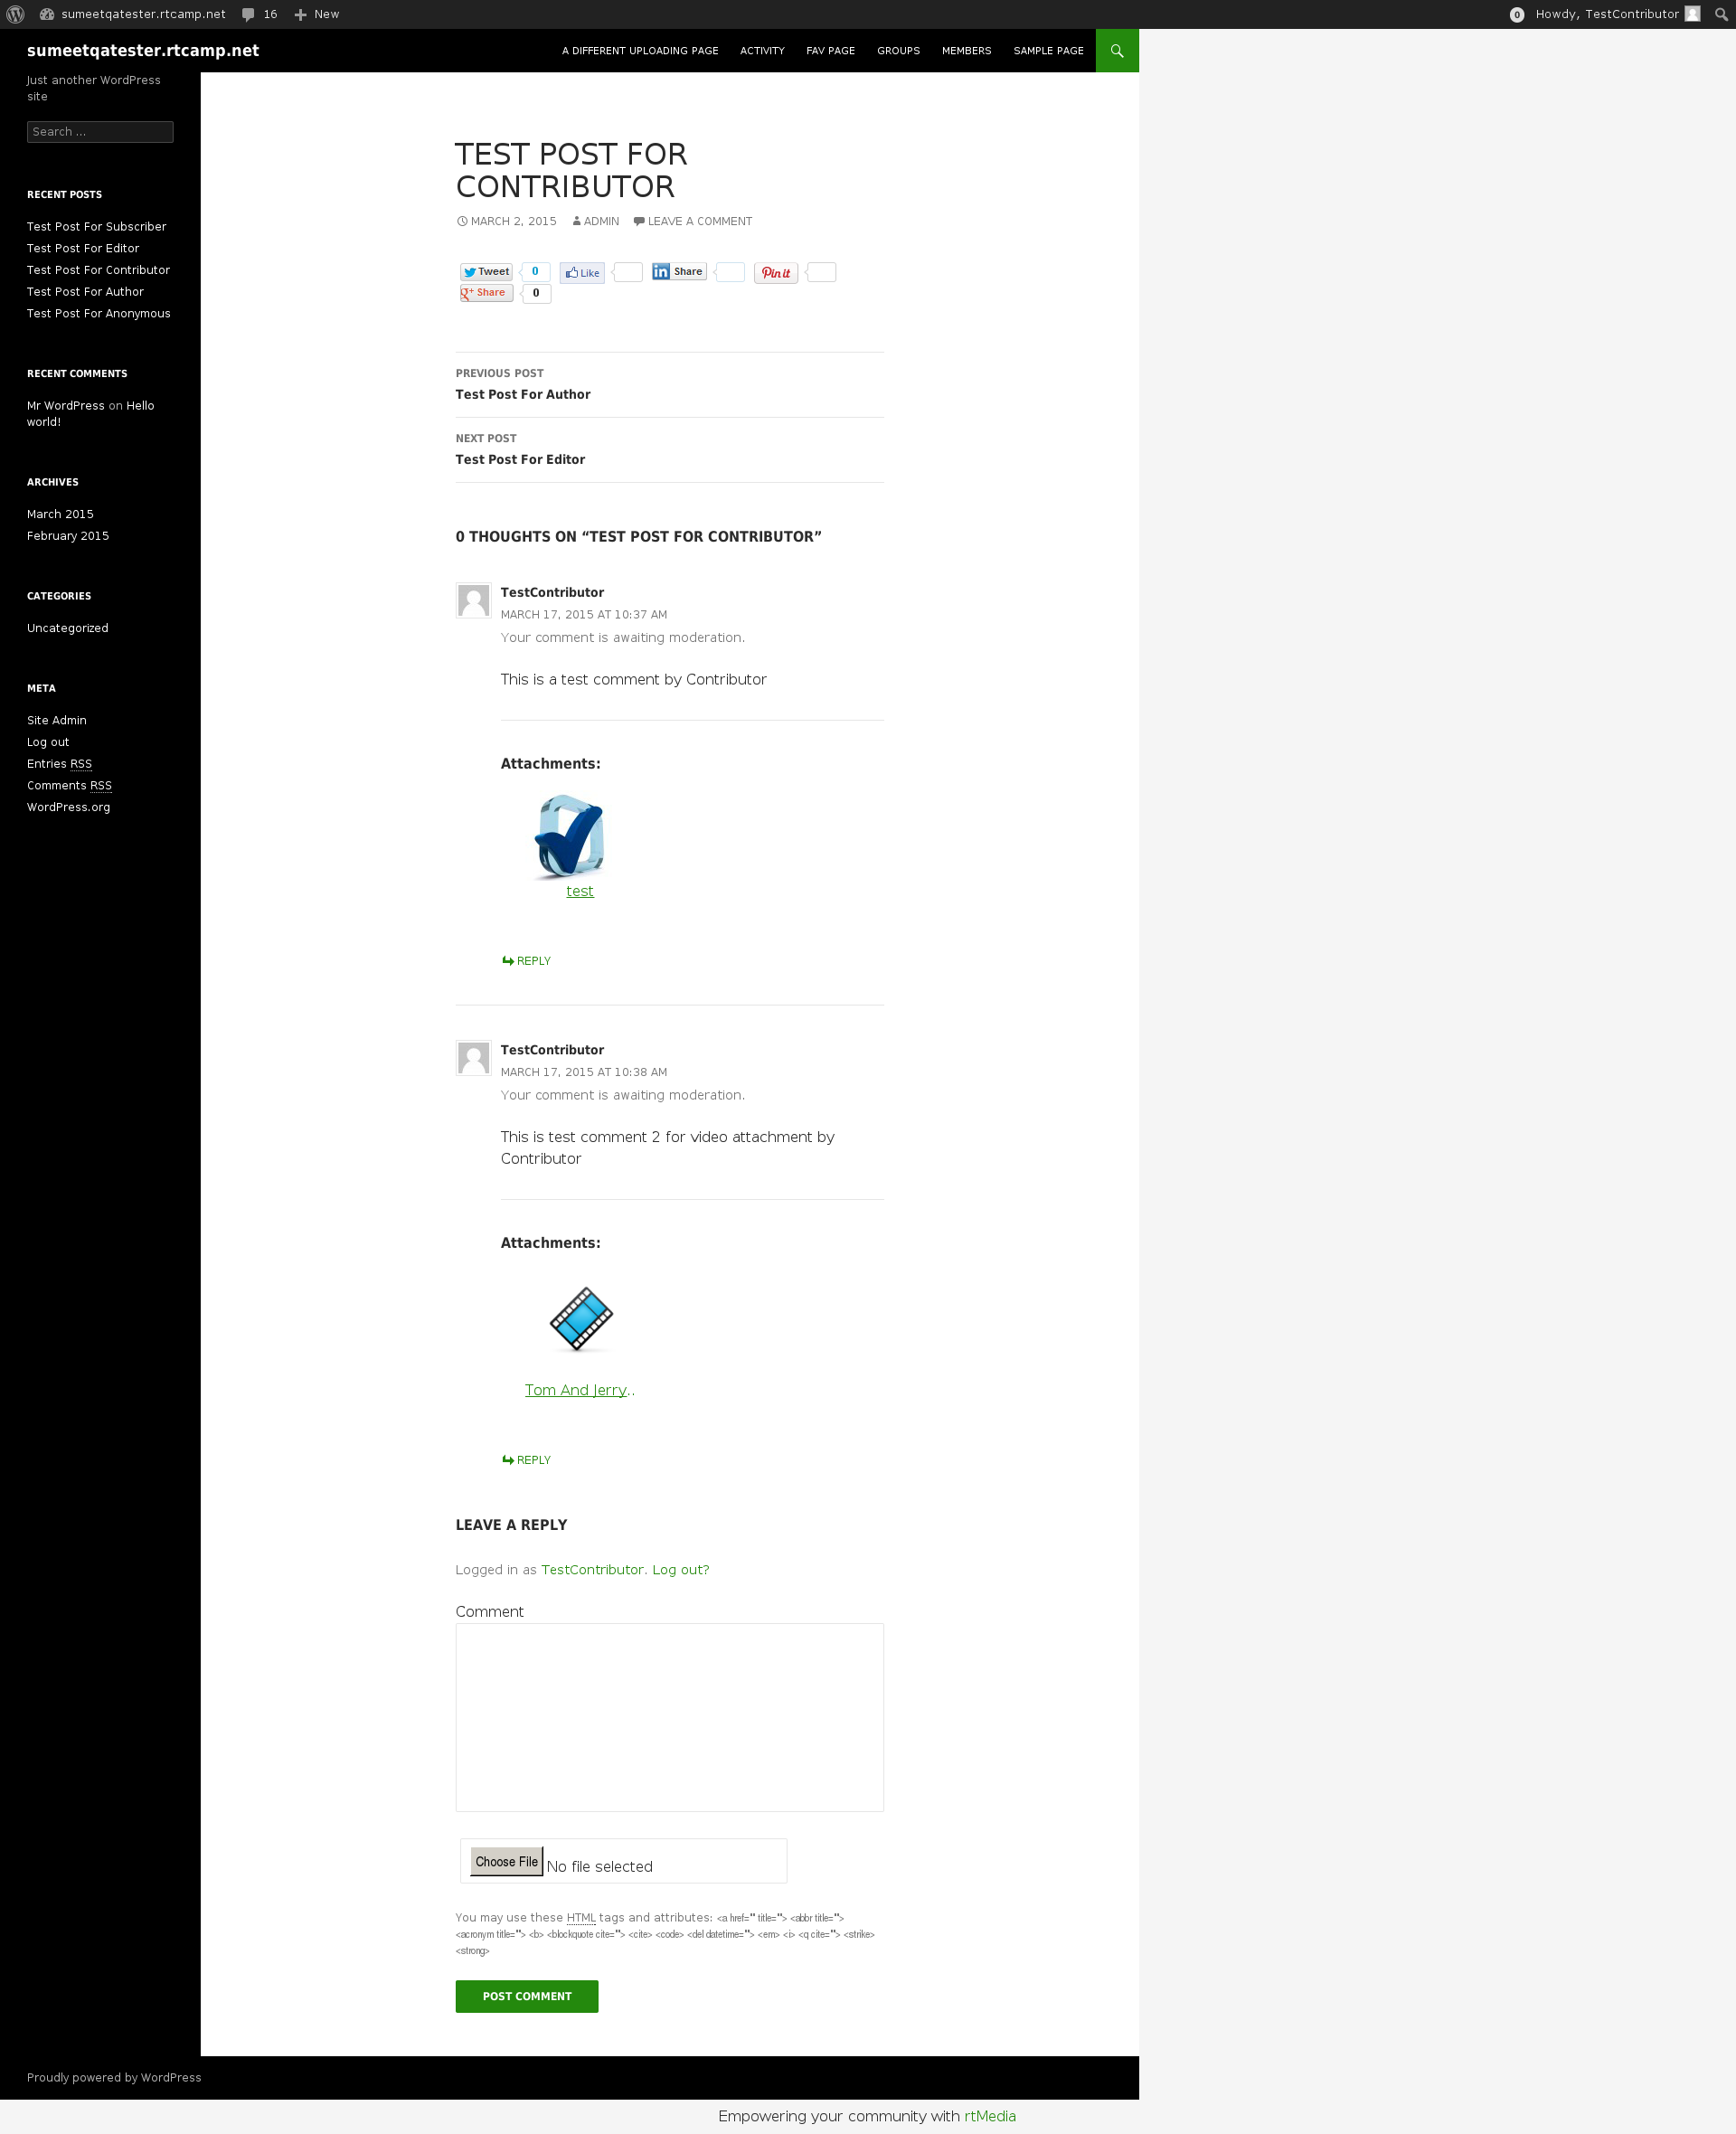 sumeetqatester.rtcamp.net 16 New 0 Howdy, TestContributor
sumeetqatester.rtcamp.net A DIFFERENT UPLOADING PAGE ACTIVITY FAV PAGE GROUPS MEMBERS SAMPLE PAGE
Just another WordPress
site
Search ...
RECENT POSTS
Test Post For Subscriber
Test Post For Editor
Test Post For Contributor
Test Post For Author
Test Post For Anonymous
RECENT COMMENTS
Mr WordPress on Hello
world!
ARCHIVES
March 2015
February 2015
CATEGORIES
Uncategorized
META
Site Admin
Log out
Entries RSS
Comments RSS
WordPress.org
TEST POST FOR
CONTRIBUTOR
MARCH 2, 2015 ADMIN LEAVE A COMMENT
Tweet 0 Like in Share Pin it
g+ Share 0
PREVIOUS POST
Test Post For Author
NEXT POST
Test Post For Editor
0 THOUGHTS ON “TEST POST FOR CONTRIBUTOR”
TestContributor
MARCH 17, 2015 AT 10:37 AM
Your comment is awaiting moderation.
This is a test comment by Contributor
Attachments:
test
REPLY
TestContributor
MARCH 17, 2015 AT 10:38 AM
Your comment is awaiting moderation.
This is test comment 2 for video attachment by
Contributor
Attachments:
Tom And Jerry..
REPLY
LEAVE A REPLY
Logged in as TestContributor. Log out?
Comment
Choose File No file selected
You may use these HTML tags and attributes: <a href="" title=""> <abbr title="">
<acronym title=""> <b> <blockquote cite=""> <cite> <code> <del datetime=""> <em> <i> <q cite=""> <strike>
<strong>
POST COMMENT
Proudly powered by WordPress
Empowering your community with rtMedia